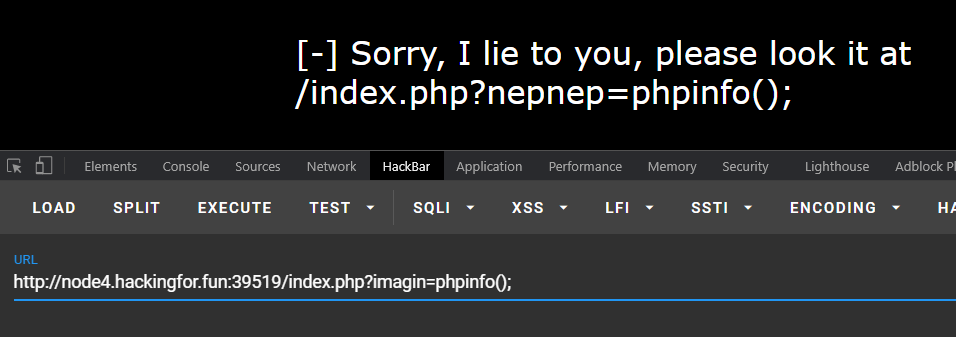 [-] Sorry, I lie to you, please look it at
/index.php?nepnep=phpinfo();
Elements Console Sources Network HackBar Application Performance Memory Security Lighthouse Adblock Pl
LOAD SPLIT EXECUTE TEST SQLI XSS LFI SSTI ENCODING HA
URL
http://node4.hackingfor.fun:39519/index.php?imagin=phpinfo();